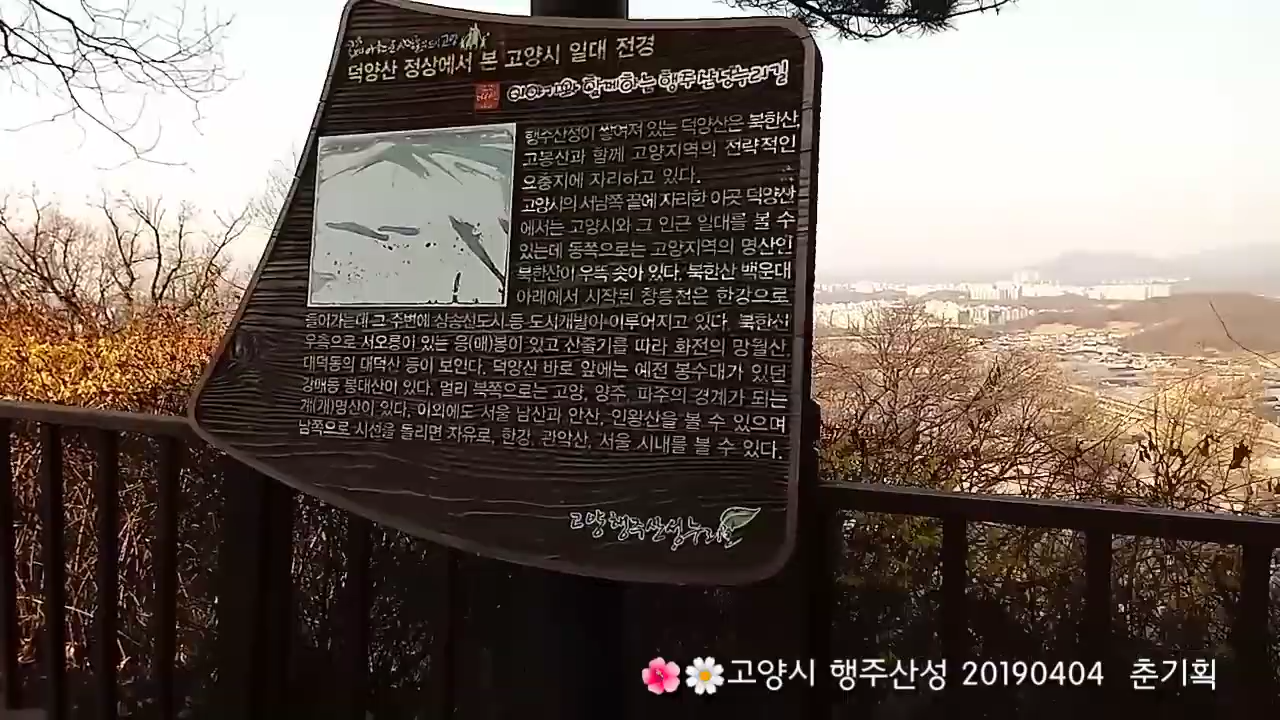 덕양산 정상에서 본 고양시 일대 전경
이야기와 함께하는 행주산성누리길
행주산성이 쌓여져 있는 덕양산은 북한산,
고봉산과 함께 고양지역의 전략적인
요충지에 자리하고 있다.
고양시의 서남쪽 끝에 자리한 이곳 덕양산
에서는 고양시와 그 인근 일대를 볼 수
있는데 동쪽으로는 고양지역의 명산인
북한산이 우뚝 솟아 있다. 북한산 백운대
아래에서 시작된 창릉천은 한강으로
들어가는데 그 주변에 삼송신도시 등 도시개발이 이루어지고 있다. 북한산
우측으로 서오릉이 있는 응(매)봉이 있고 산줄기를 따라 화전의 망월산,
대덕동의 대덕산 등이 보인다. 덕양산 바로 앞에는 예전 봉수대가 있던
강매동 봉대산이 있다. 멀리 북쪽으로는 고양, 양주, 파주의 경계가 되는
개(개)명산이 있다. 이외에도 서울 남산과 안산, 인왕산을 볼 수 있으며
남쪽으로 시선을 돌리면 자유로, 한강, 관악산, 서울 시내를 볼 수 있다.
고양 행주산성누리길
고양시 행주산성 20190404 춘기획